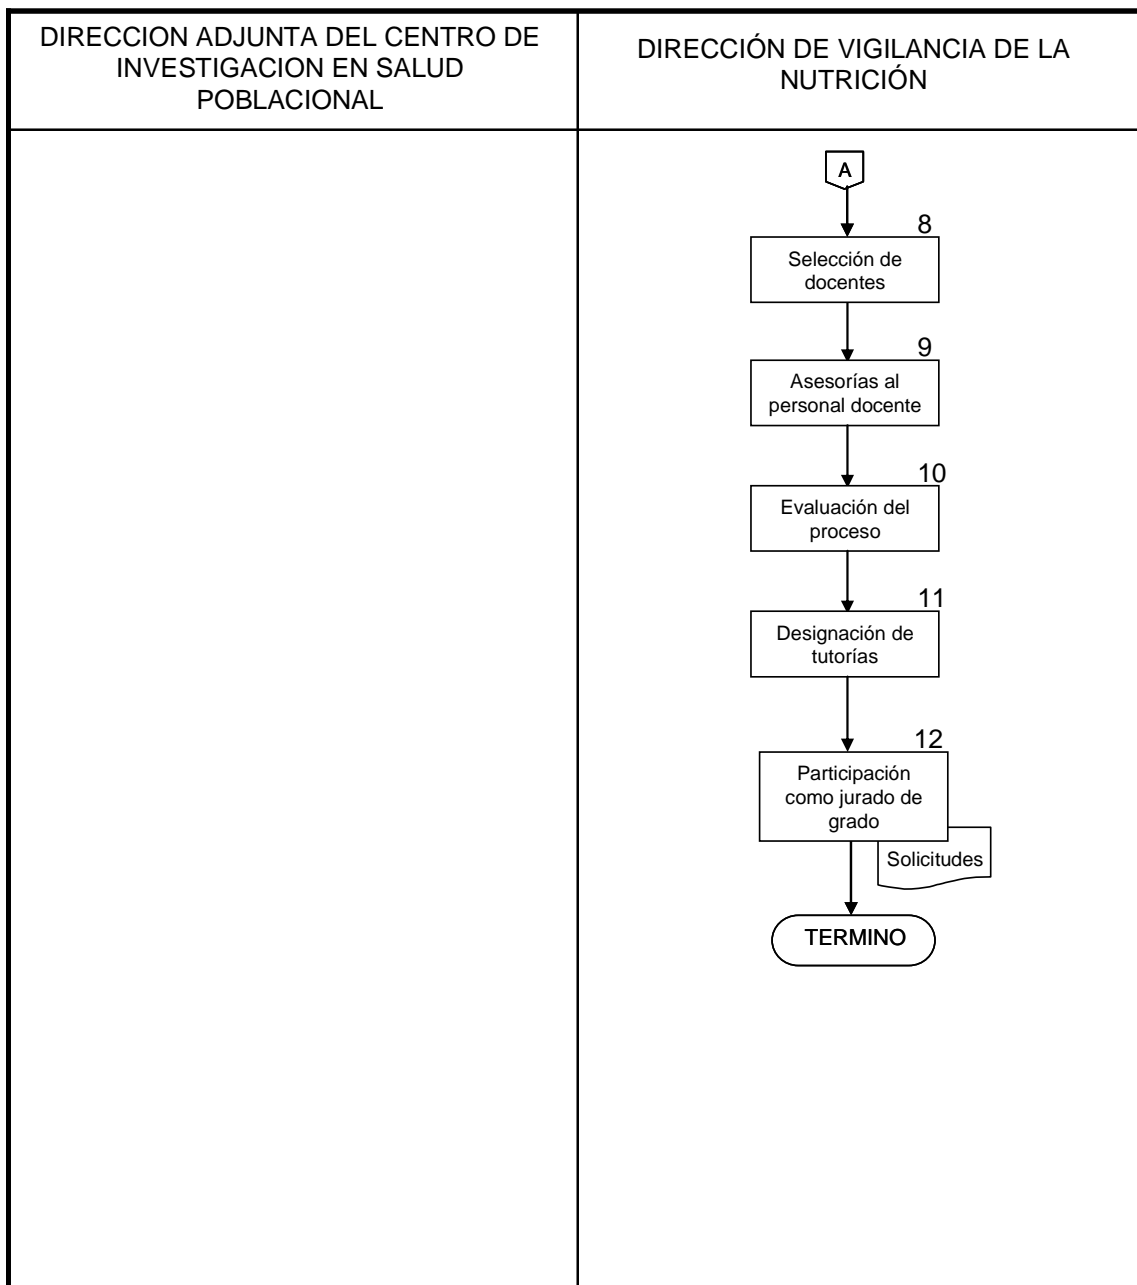 DIRECCION ADJUNTA DEL CENTRO DE
INVESTIGACION EN SALUD
POBLACIONAL
DIRECCIÓN DE VIGILANCIA DE LA
NUTRICIÓN
A
8
Selección de
docentes
9
Asesorías al
personal docente
10
Evaluación del
proceso
11
Designación de
tutorías
12
Participación
como jurado de
grado
Solicitudes
TERMINO